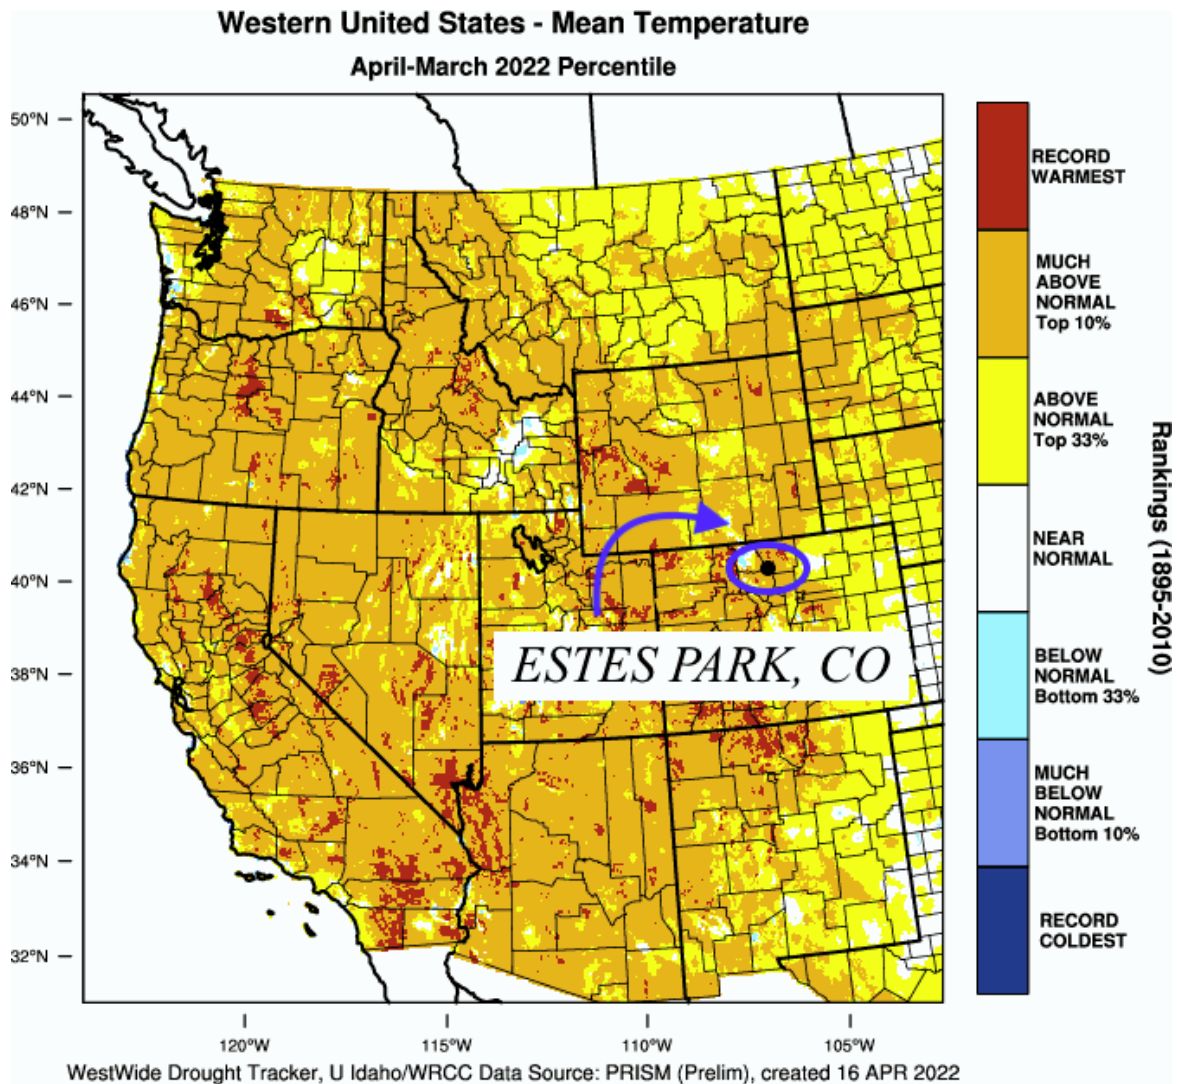 Western United States - Mean Temperature
April-March 2022 Percentile
50°N
48°N
46°N
44°N
42°N
40°N
38°N
36°N
34°N
32°N
120°W
115°W
110°W
105°W
ESTES PARK, CO
RECORD
WARMEST
MUCH
ABOVE
NORMAL
Top 10%
ABOVE
NORMAL
Top 33%
NEAR
NORMAL
BELOW
NORMAL
Bottom 33%
MUCH
BELOW
NORMAL
Bottom 10%
RECORD
COLDEST
Rankings (1895-2010)
WestWide Drought Tracker, U Idaho/WRCC Data Source: PRISM (Prelim), created 16 APR 2022